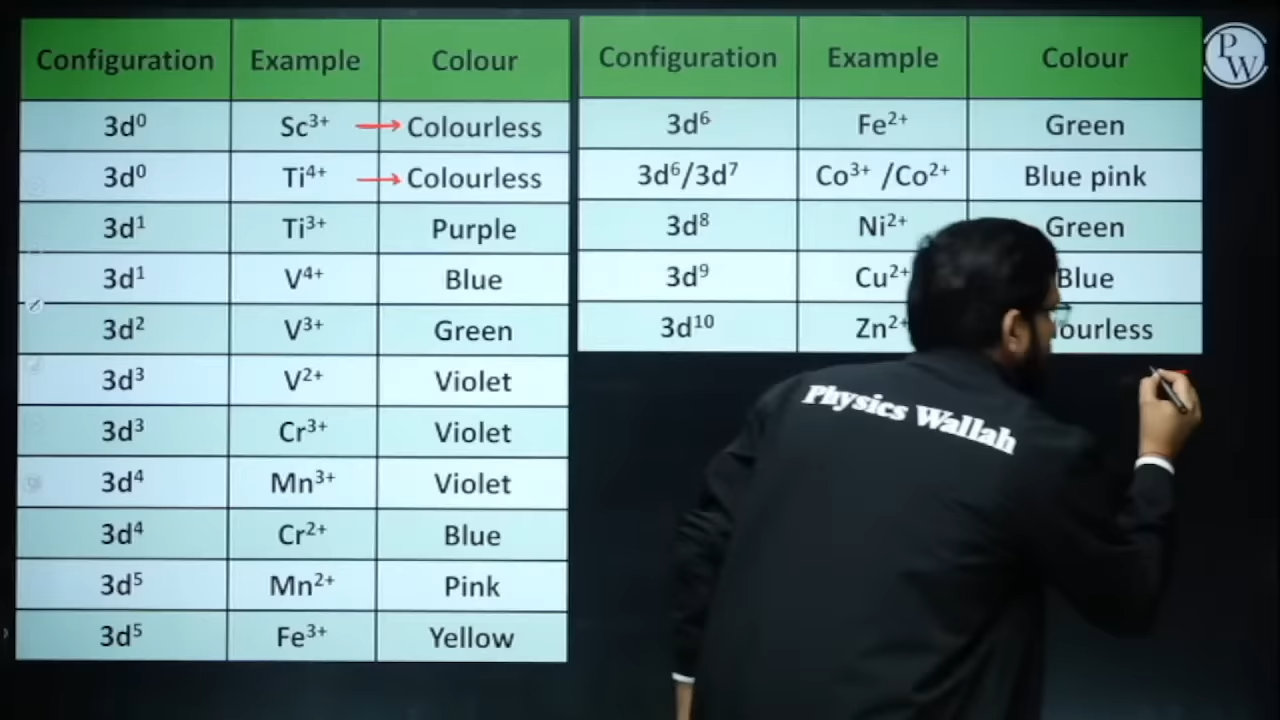 Configuration Example Colour
3d⁰ Sc³⁺ Colourless
3d⁰ Ti⁴⁺ Colourless
3d¹ Ti³⁺ Purple
3d¹ V⁴⁺ Blue
3d² V³⁺ Green
3d³ V²⁺ Violet
3d³ Cr³⁺ Violet
3d⁴ Mn³⁺ Violet
3d⁴ Cr²⁺ Blue
3d⁵ Mn²⁺ Pink
3d⁵ Fe³⁺ Yellow
Configuration Example Colour
3d⁶ Fe²⁺ Green
3d⁶/3d⁷ Co³⁺ /Co²⁺ Blue pink
3d⁸ Ni²⁺ Green
3d⁹ Cu²⁺ Blue
3d¹⁰ Zn²⁺
PW
Physics Wallah